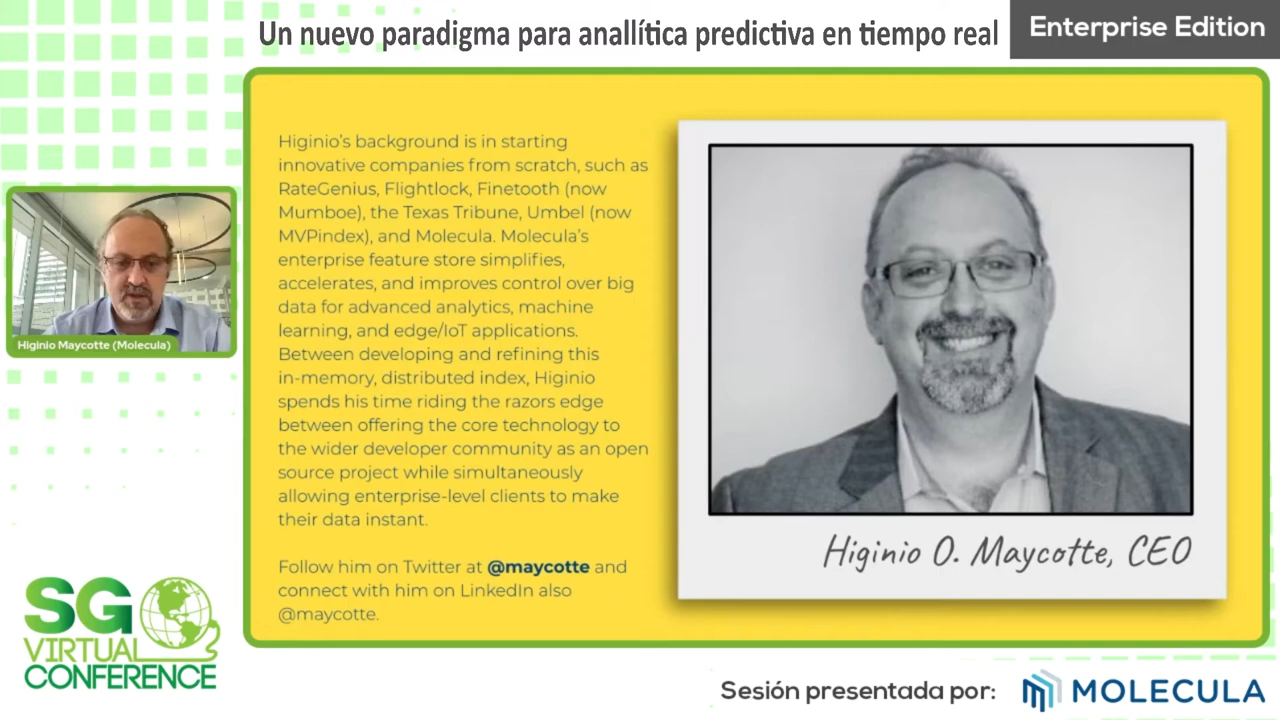 Un nuevo paradigma para anallítica predictiva en tiempo real
Enterprise Edition
Higinio's background is in starting
innovative companies from scratch, such as
RateGenius, Flightlock, Finetooth (now
Mumboe), the Texas Tribune, Umbel (now
MVPindex), and Molecula. Molecula's
enterprise feature store simplifies,
accelerates, and improves control over big
data for advanced analytics, machine
learning, and edge/IoT applications.
Between developing and refining this
in-memory, distributed index, Higinio
spends his time riding the razors edge
between offering the core technology to
the wider developer community as an open
source project while simultaneously
allowing enterprise-level clients to make
their data instant.
Follow him on Twitter at @maycotte and
connect with him on LinkedIn also
@maycotte.
Higinio O. Maycotte, CEO
Higinio Maycotte (Molecula)
SG
VIRTUAL
CONFERENCE
Sesión presentada por:
MOLECULA